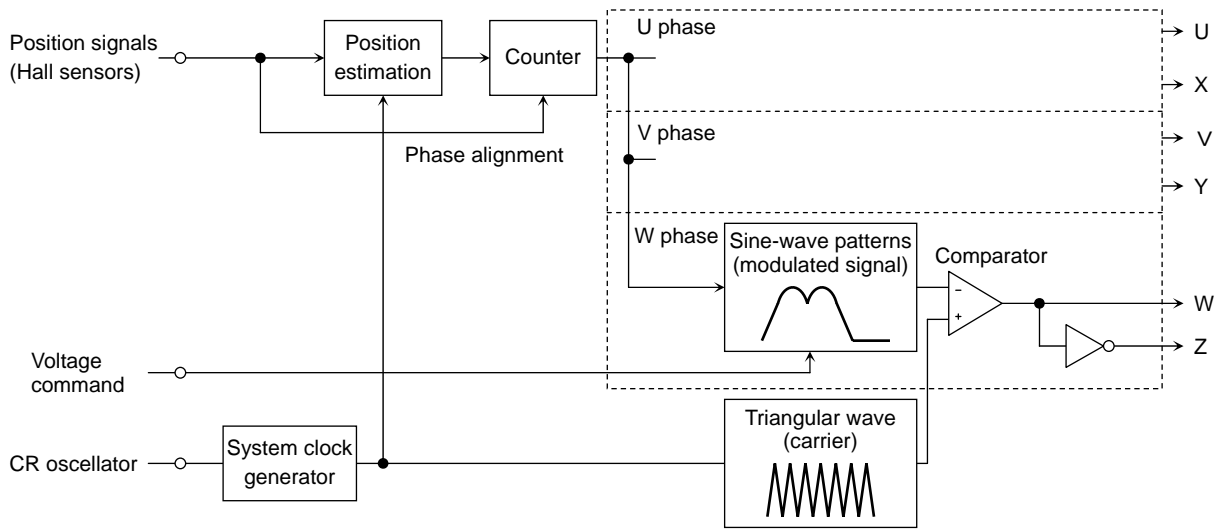 Position signals
(Hall sensors)
Position
estimation
Counter
Phase alignment
U phase
U
X
V phase
V
Y
W phase
Sine-wave patterns
(modulated signal)
Comparator
−
+
W
Z
Voltage
command
CR oscellator
System clock
generator
Triangular wave
(carrier)